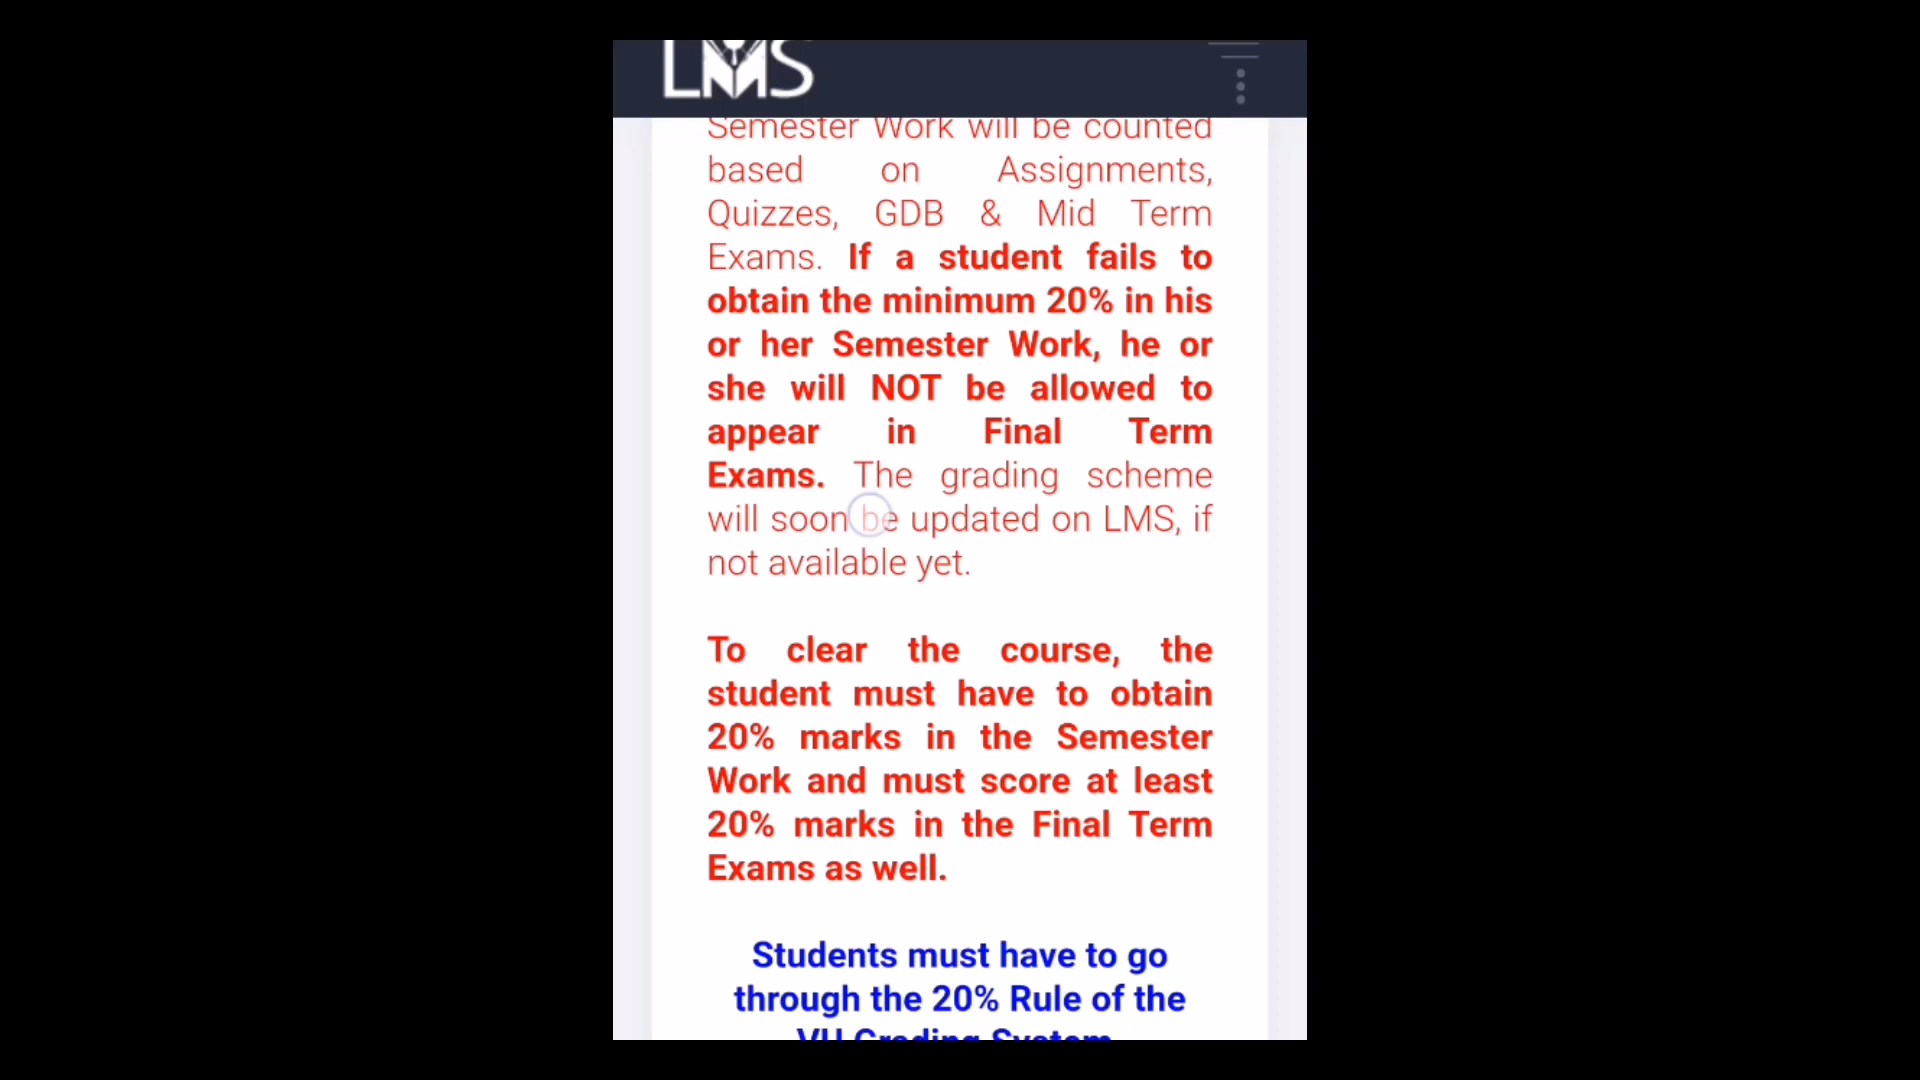 LMS
Semester Work will be counted
based on Assignments,
Quizzes, GDB & Mid Term
Exams. If a student fails to
obtain the minimum 20% in his
or her Semester Work, he or
she will NOT be allowed to
appear in Final Term
Exams. The grading scheme
will soon be updated on LMS, if
not available yet.
To clear the course, the
student must have to obtain
20% marks in the Semester
Work and must score at least
20% marks in the Final Term
Exams as well.
Students must have to go
through the 20% Rule of the
VU Grading System